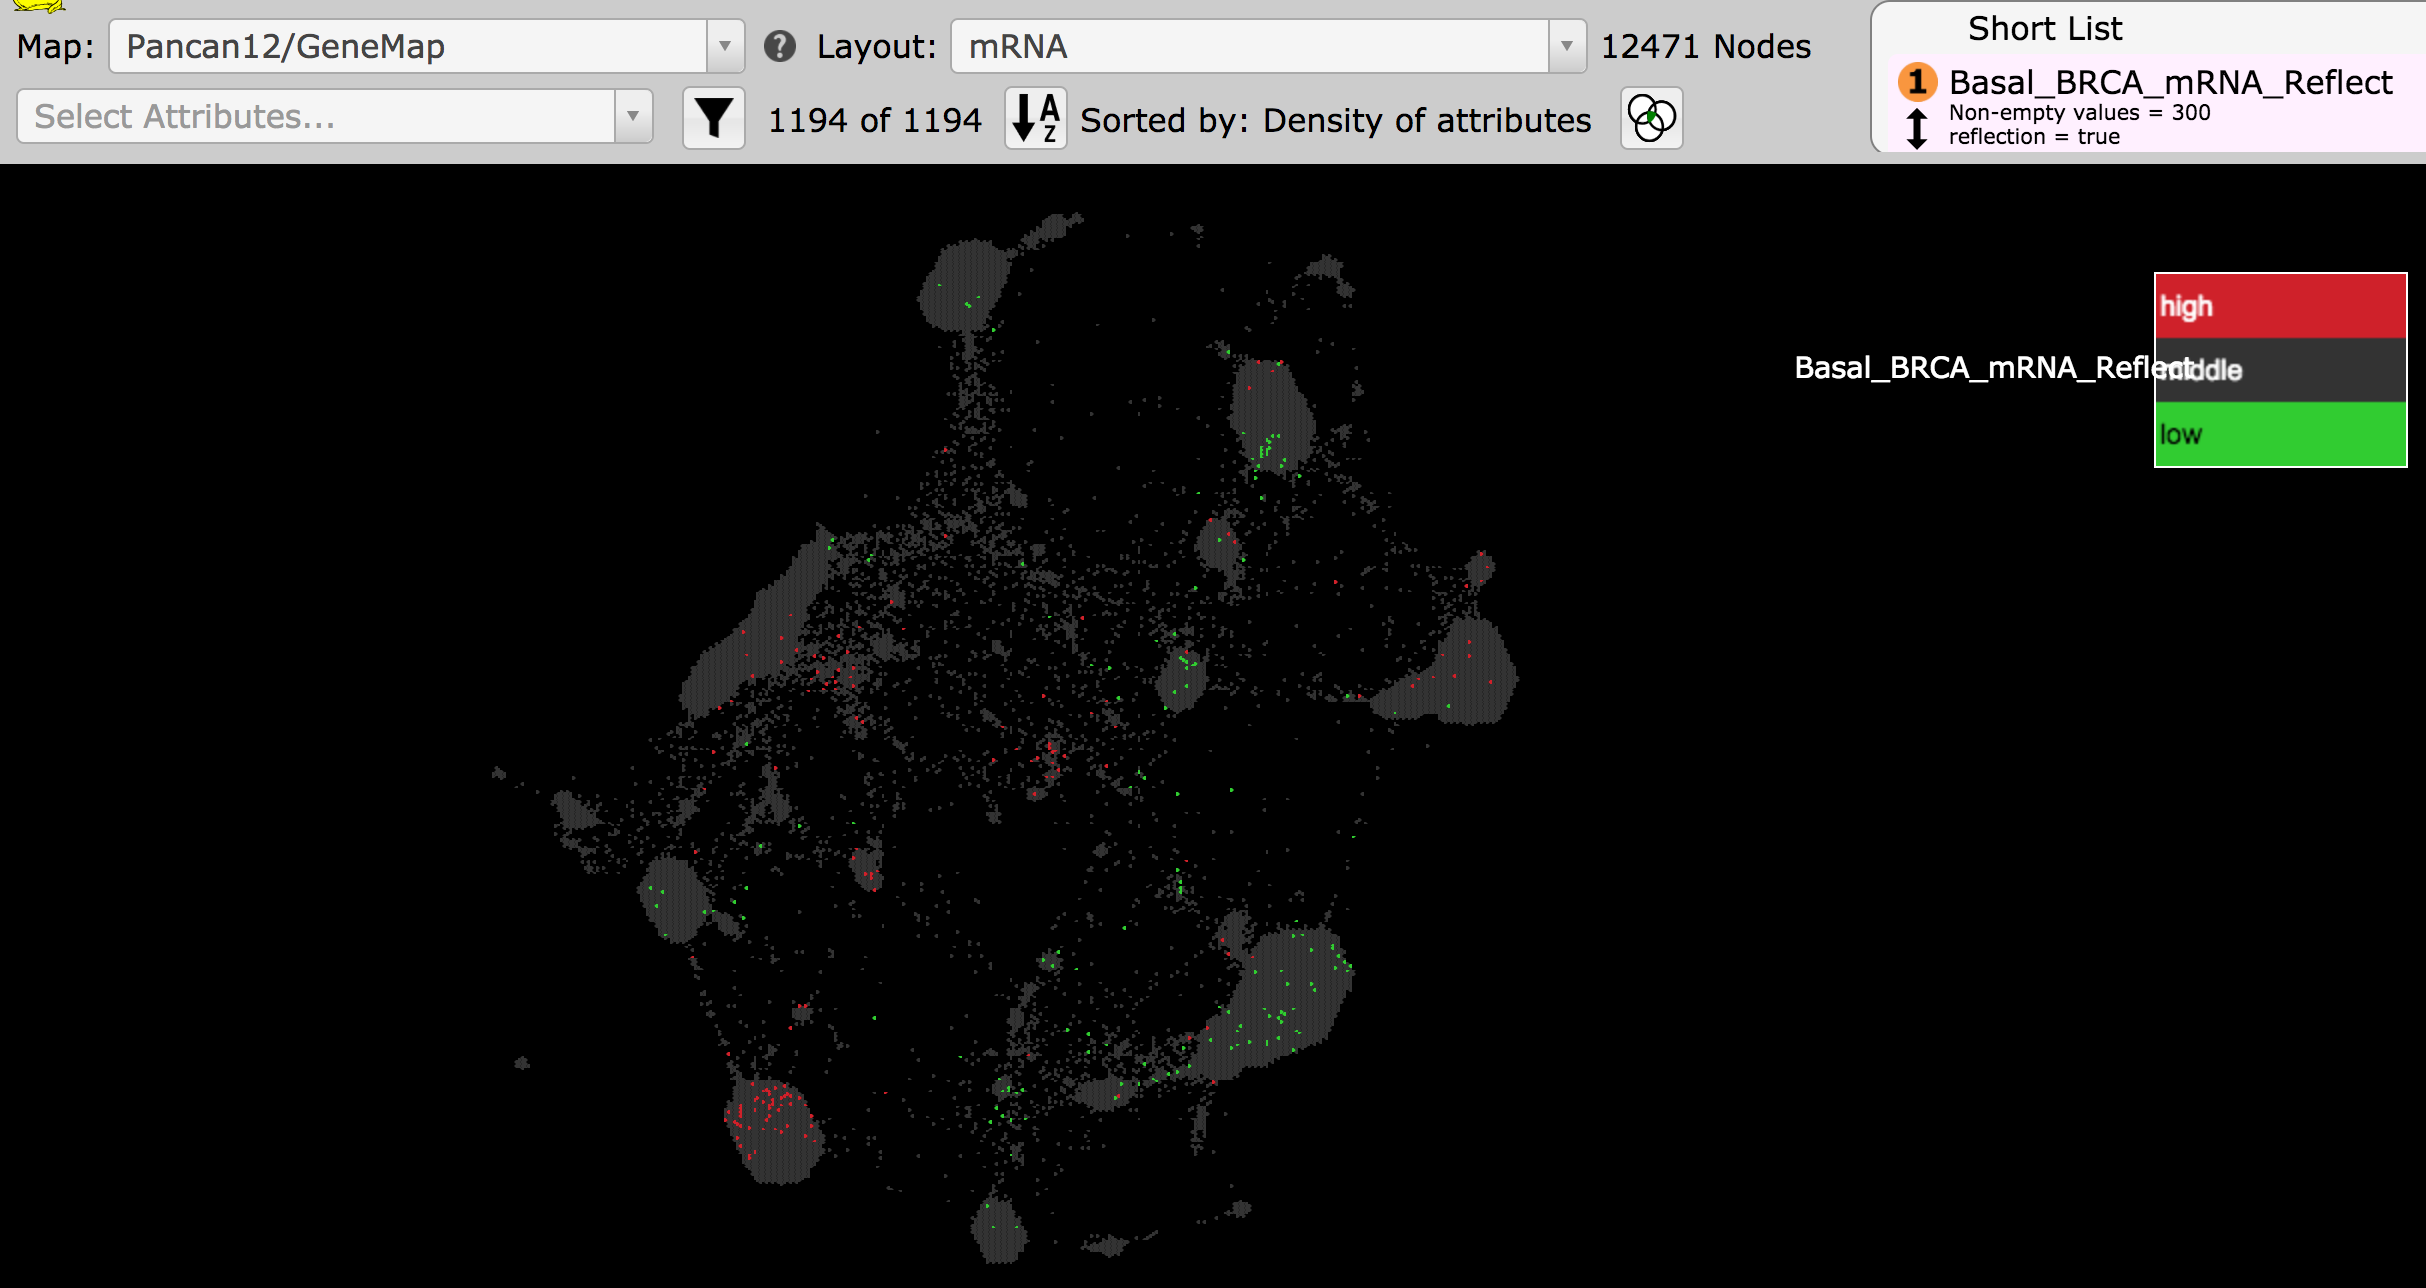 Map: Pancan12/GeneMap ? Layout: mRNA 12471 Nodes
Select Attributes... 1194 of 1194 A Z Sorted by: Density of attributes
Short List
1 Basal_BRCA_mRNA_Reflect
Non-empty values = 300
reflection = true
high
Basal_BRCA_mRNA_Reflect middle
low